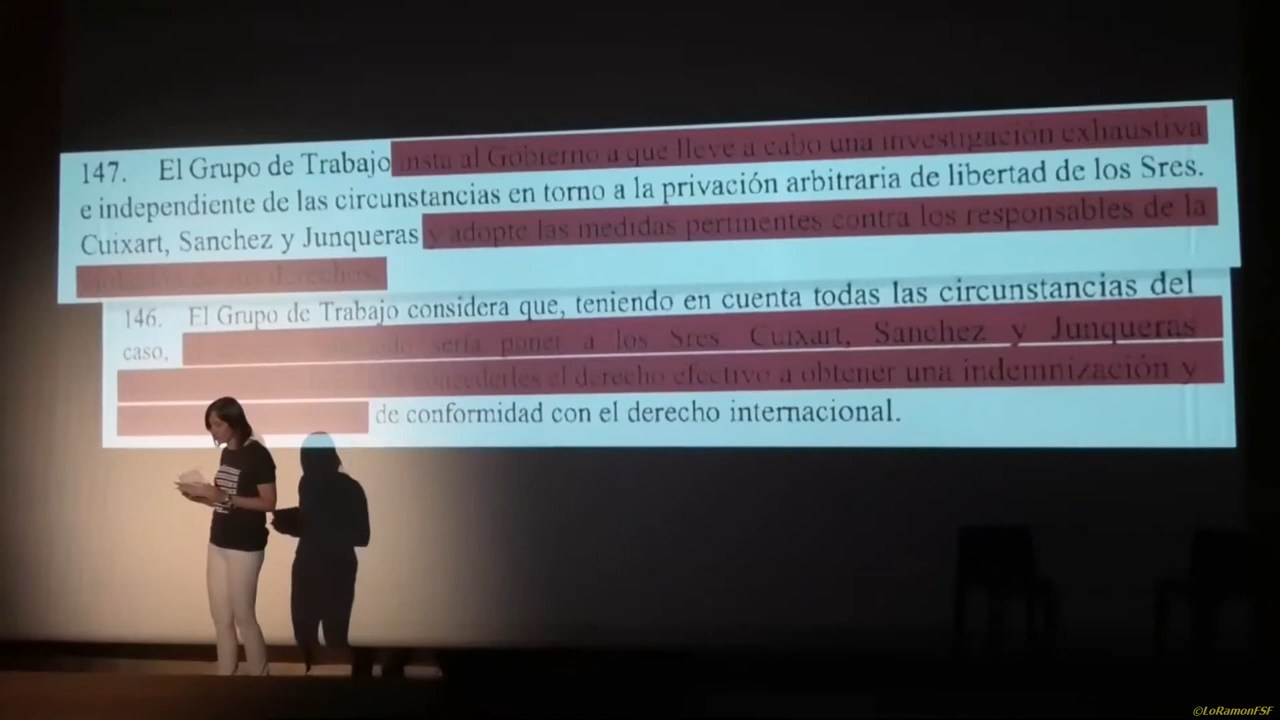 147. El Grupo de Trabajo insta al Gobierno a que lleve a cabo una investigación exhaustiva
e independiente de las circunstancias en torno a la privación arbitraria de libertad de los Sres.
Cuixart, Sanchez y Junqueras y adopte las medidas pertinentes contra los responsables de la
derechos.
146. El Grupo de Trabajo considera que, teniendo en cuenta todas las circunstancias del
caso, sería poner a los Sres. Cuixart, Sanchez y Junqueras
concederles el derecho efectivo a obtener una indemnización y
de conformidad con el derecho internacional.
©LoRamonFSF